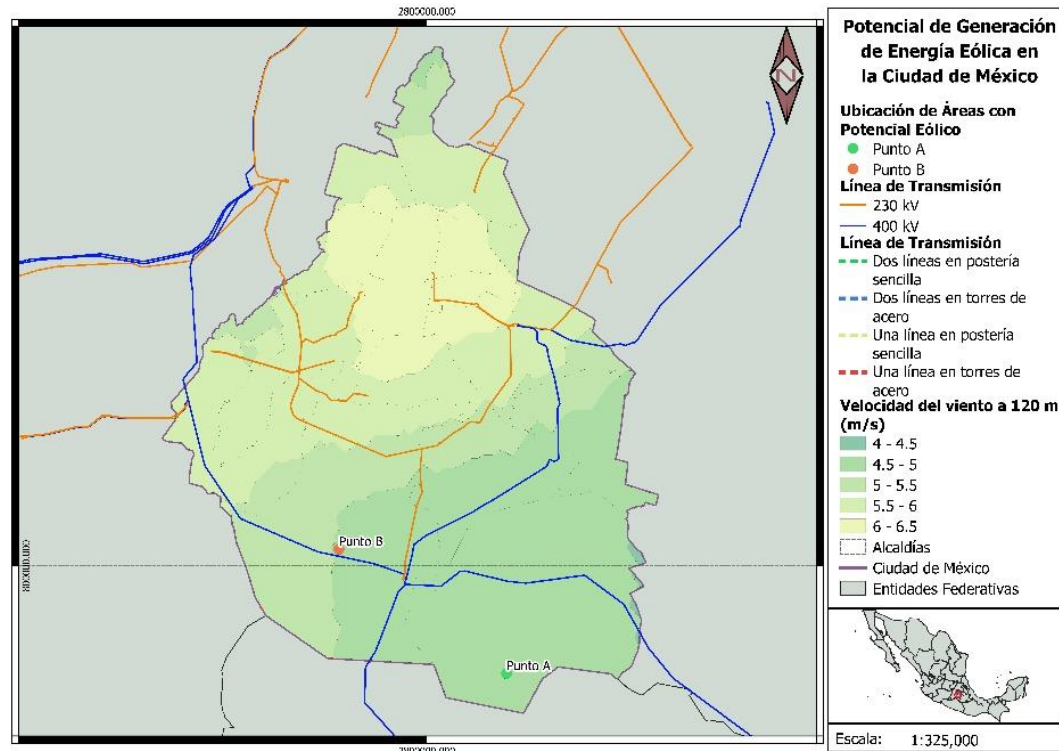 2800000.000
Potencial de Generación
de Energía Eólica en
la Ciudad de México
Ubicación de Áreas con
Potencial Eólico
Punto A
Punto B
Línea de Transmisión
230 kV
400 kV
Línea de Transmisión
Dos líneas en postería
sencilla
Dos líneas en torres de
acero
Una línea en postería
sencilla
Una línea en torres de
acero
Velocidad del viento a 120 m
(m/s)
4 - 4.5
4.5 - 5
5 - 5.5
5.5 - 6
6 - 6.5
Alcaldías
Ciudad de México
Entidades Federativas
Escala: 1:325,000
N
Punto B
Punto A